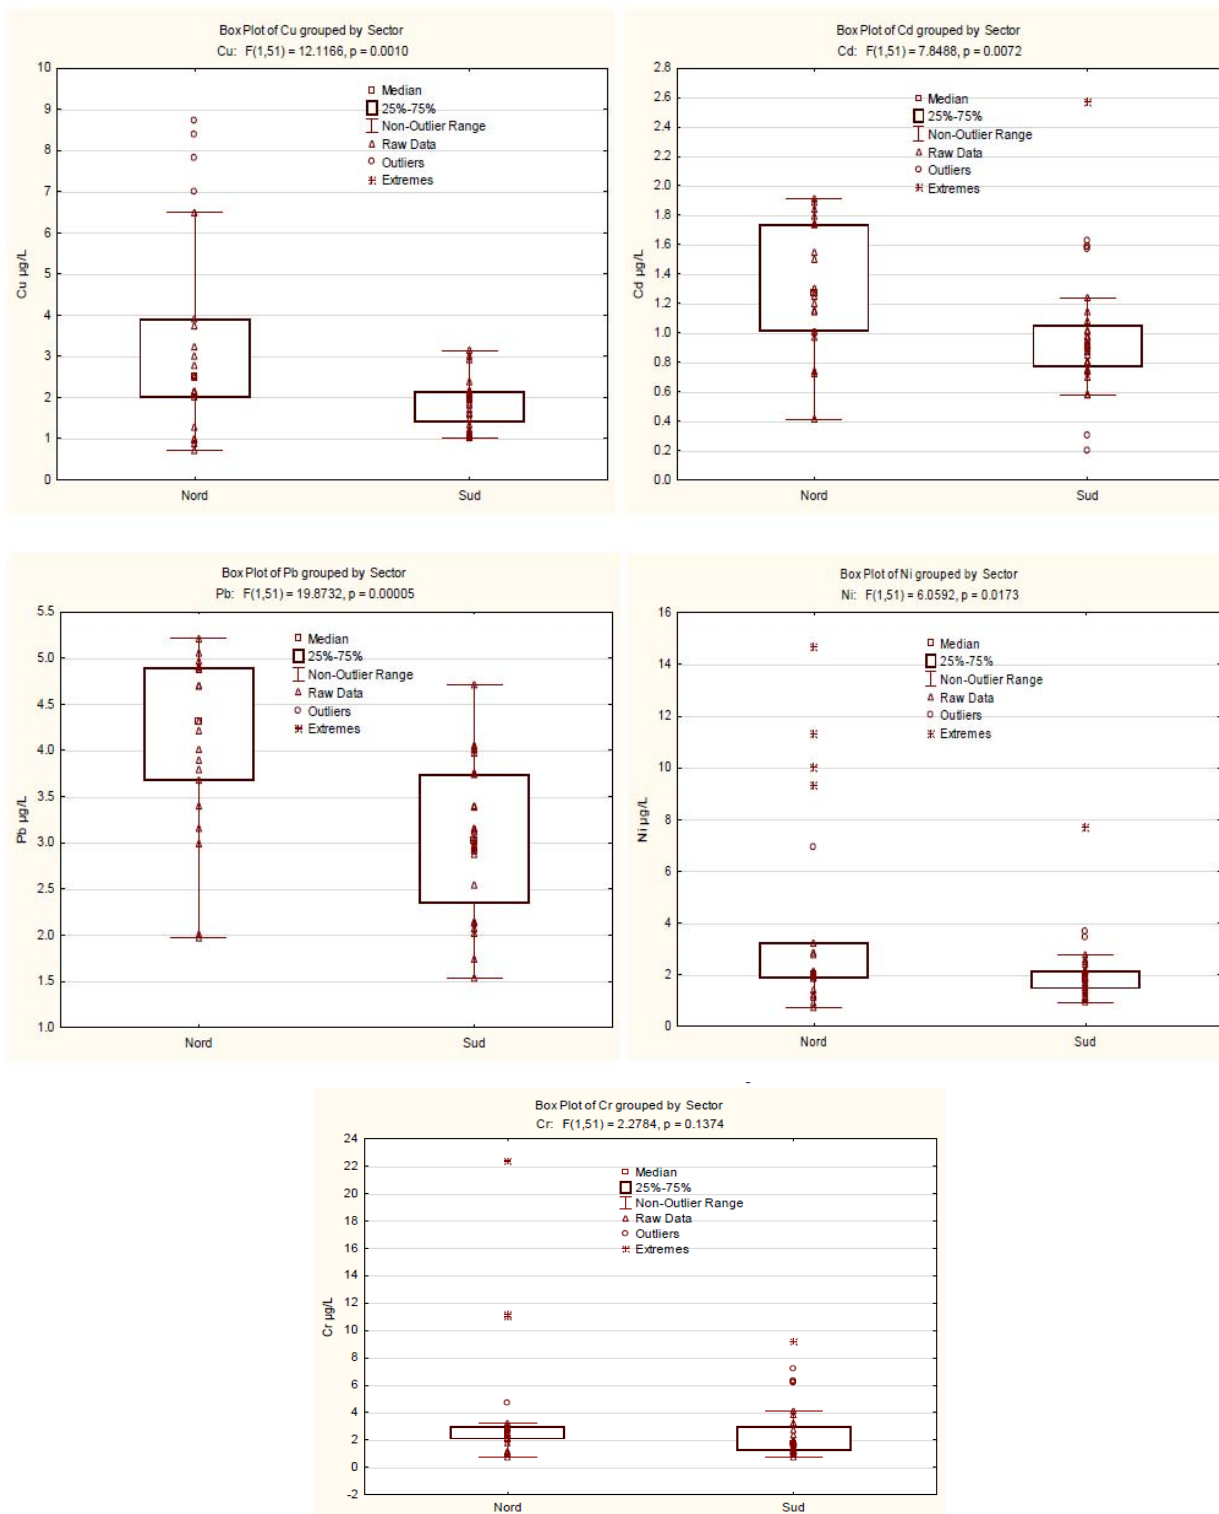 Box Plot of Cu grouped by Sector
Cu: F(1,51) = 12.1166, p = 0.0010
10
9
8
7
6
5
4
3
2
1
0
Cu µg/L
Median
25%-75%
Non-Outlier Range
Raw Data
Outliers
Extremes
Nord
Sud
Box Plot of Cd grouped by Sector
Cd: F(1,51) = 7.8488, p = 0.0072
2.8
2.6
2.4
2.2
2.0
1.8
1.6
1.4
1.2
1.0
0.8
0.6
0.4
0.2
0.0
Cd µg/L
Median
25%-75%
Non-Outlier Range
Raw Data
Outliers
Extremes
Nord
Sud
Box Plot of Pb grouped by Sector
Pb: F(1,51) = 19.8732, p = 0.00005
5.5
5.0
4.5
4.0
3.5
3.0
2.5
2.0
1.5
1.0
Pb µg/L
Median
25%-75%
Non-Outlier Range
Raw Data
Outliers
Extremes
Nord
Sud
Box Plot of Ni grouped by Sector
Ni: F(1,51) = 6.0592, p = 0.0173
16
14
12
10
8
6
4
2
0
Ni µg/L
Median
25%-75%
Non-Outlier Range
Raw Data
Outliers
Extremes
Nord
Sud
Box Plot of Cr grouped by Sector
Cr: F(1,51) = 2.2784, p = 0.1374
24
22
20
18
16
14
12
10
8
6
4
2
0
-2
Cr µg/L
Median
25%-75%
Non-Outlier Range
Raw Data
Outliers
Extremes
Nord
Sud